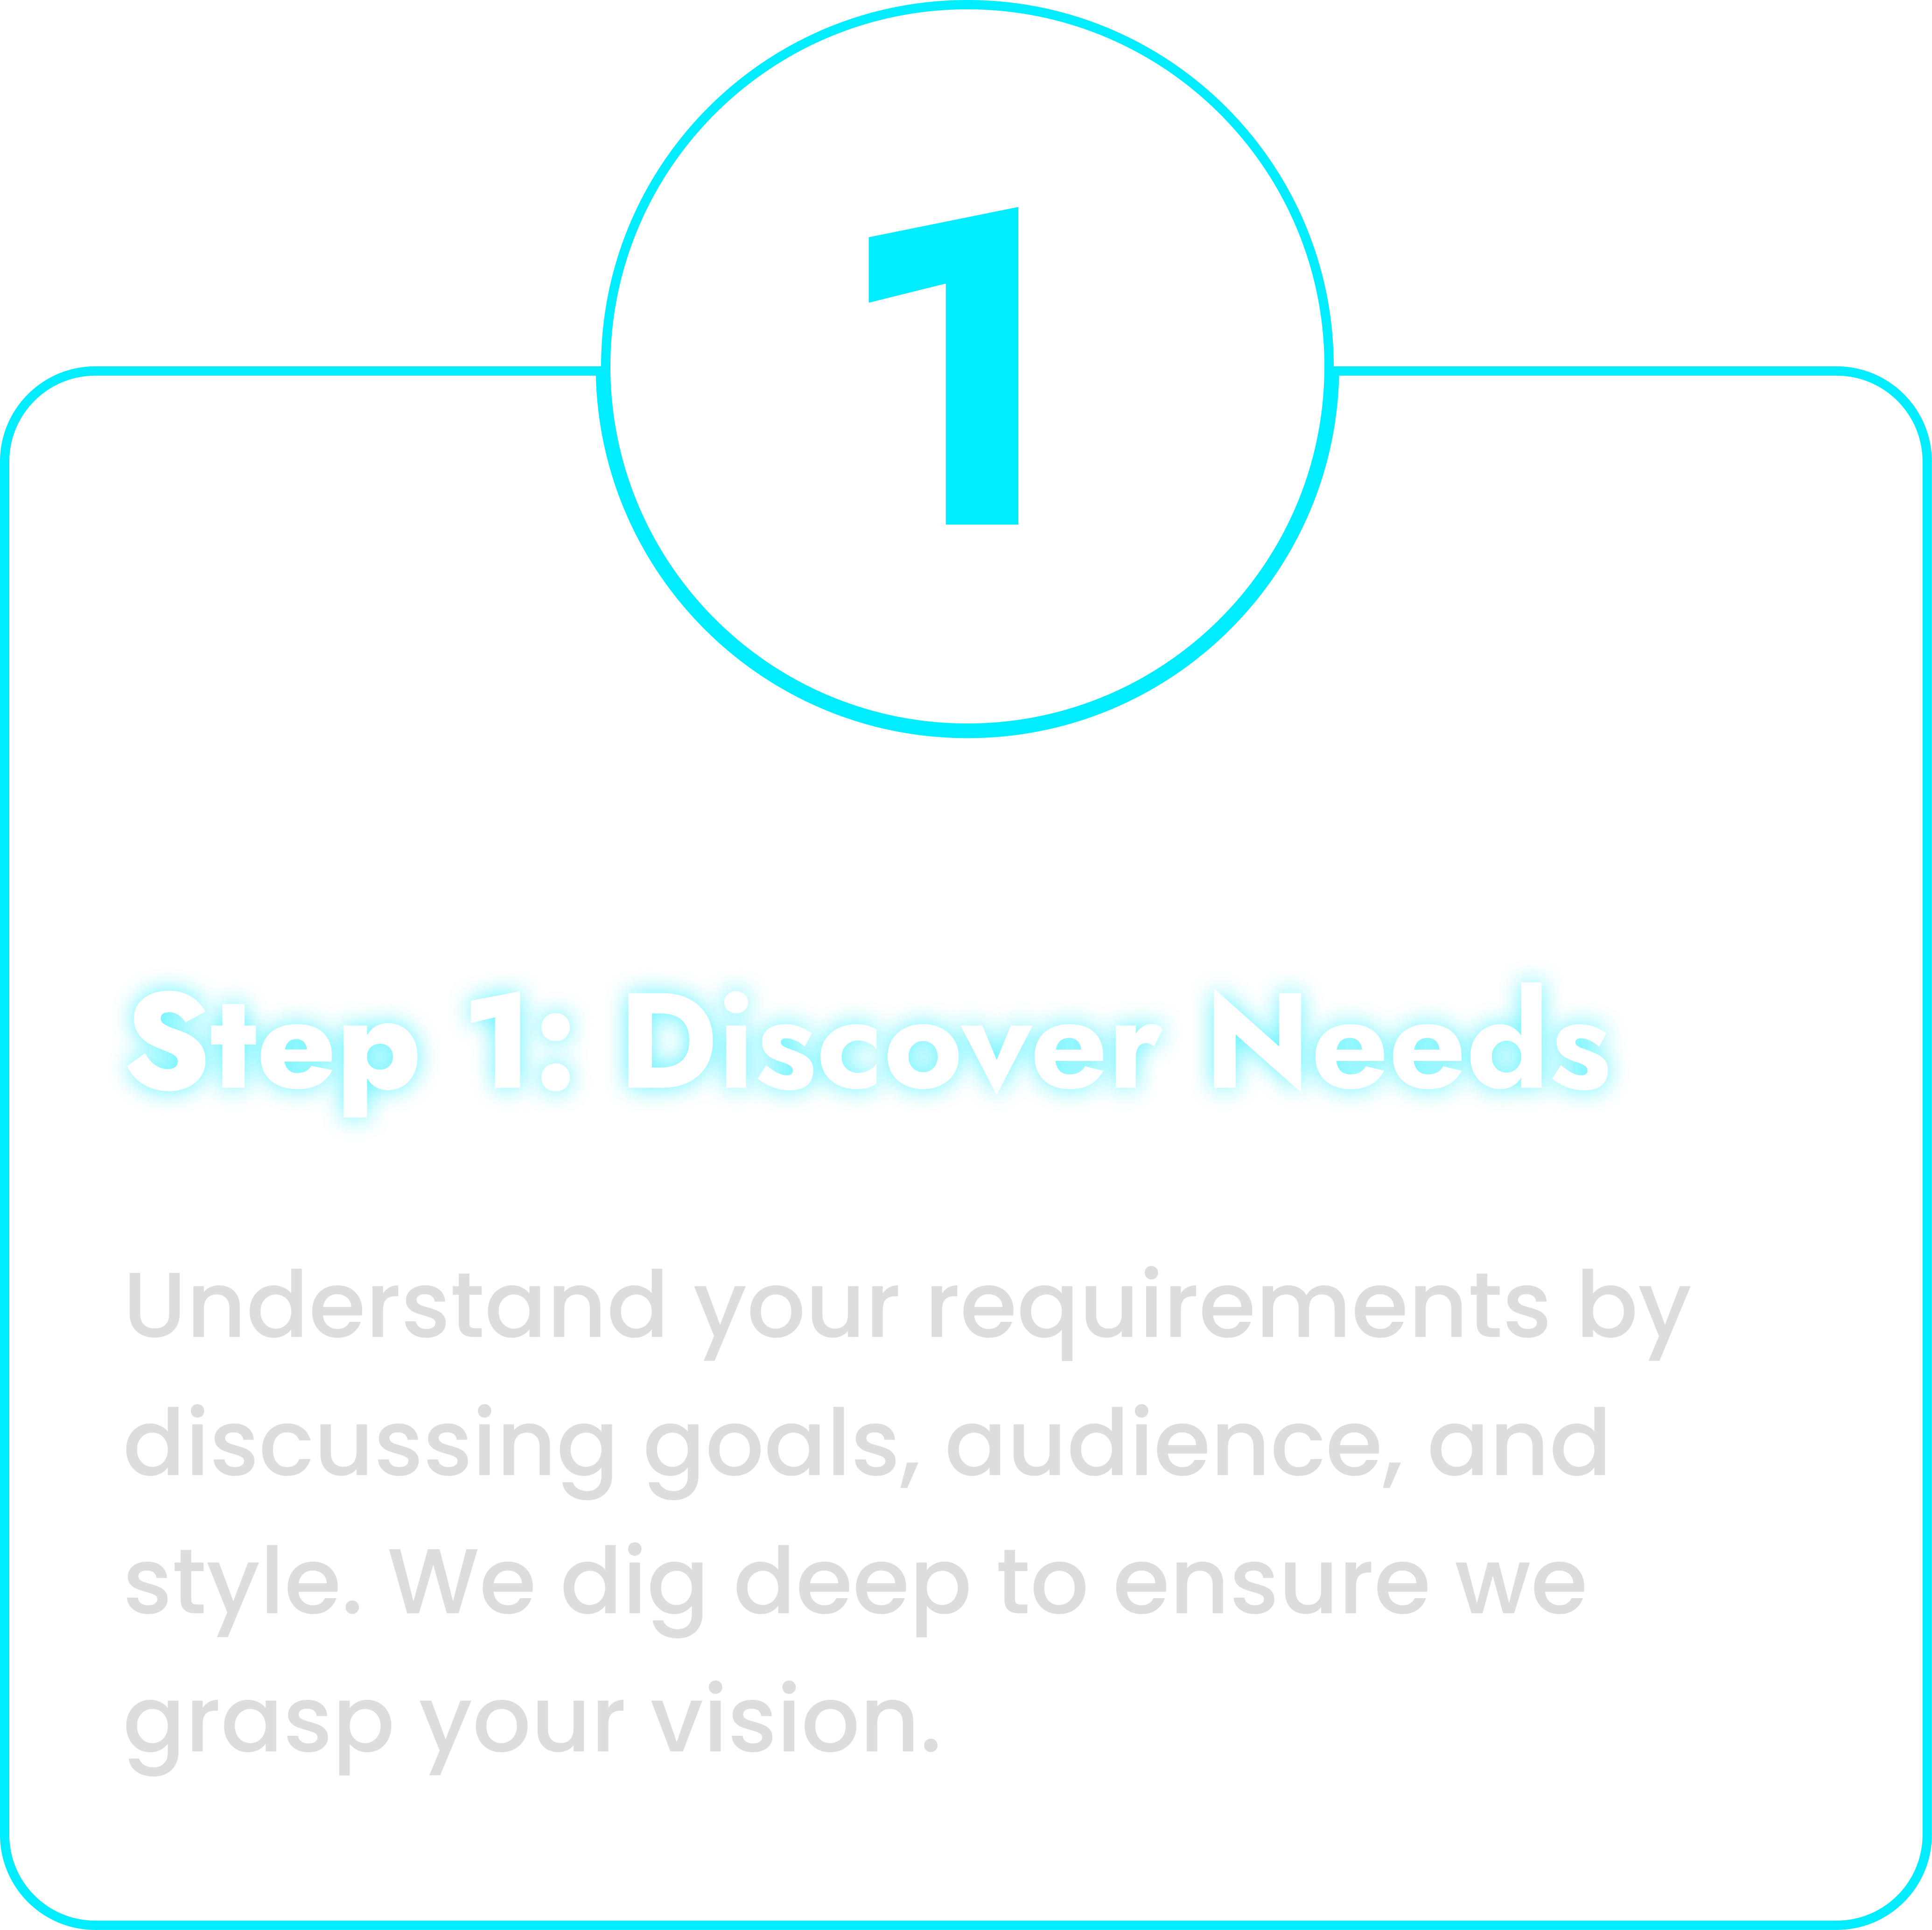 1
Step 1: Discover Needs
Understand your requirements by
discussing goals, audience, and
style. We dig deep to ensure we
grasp your vision.